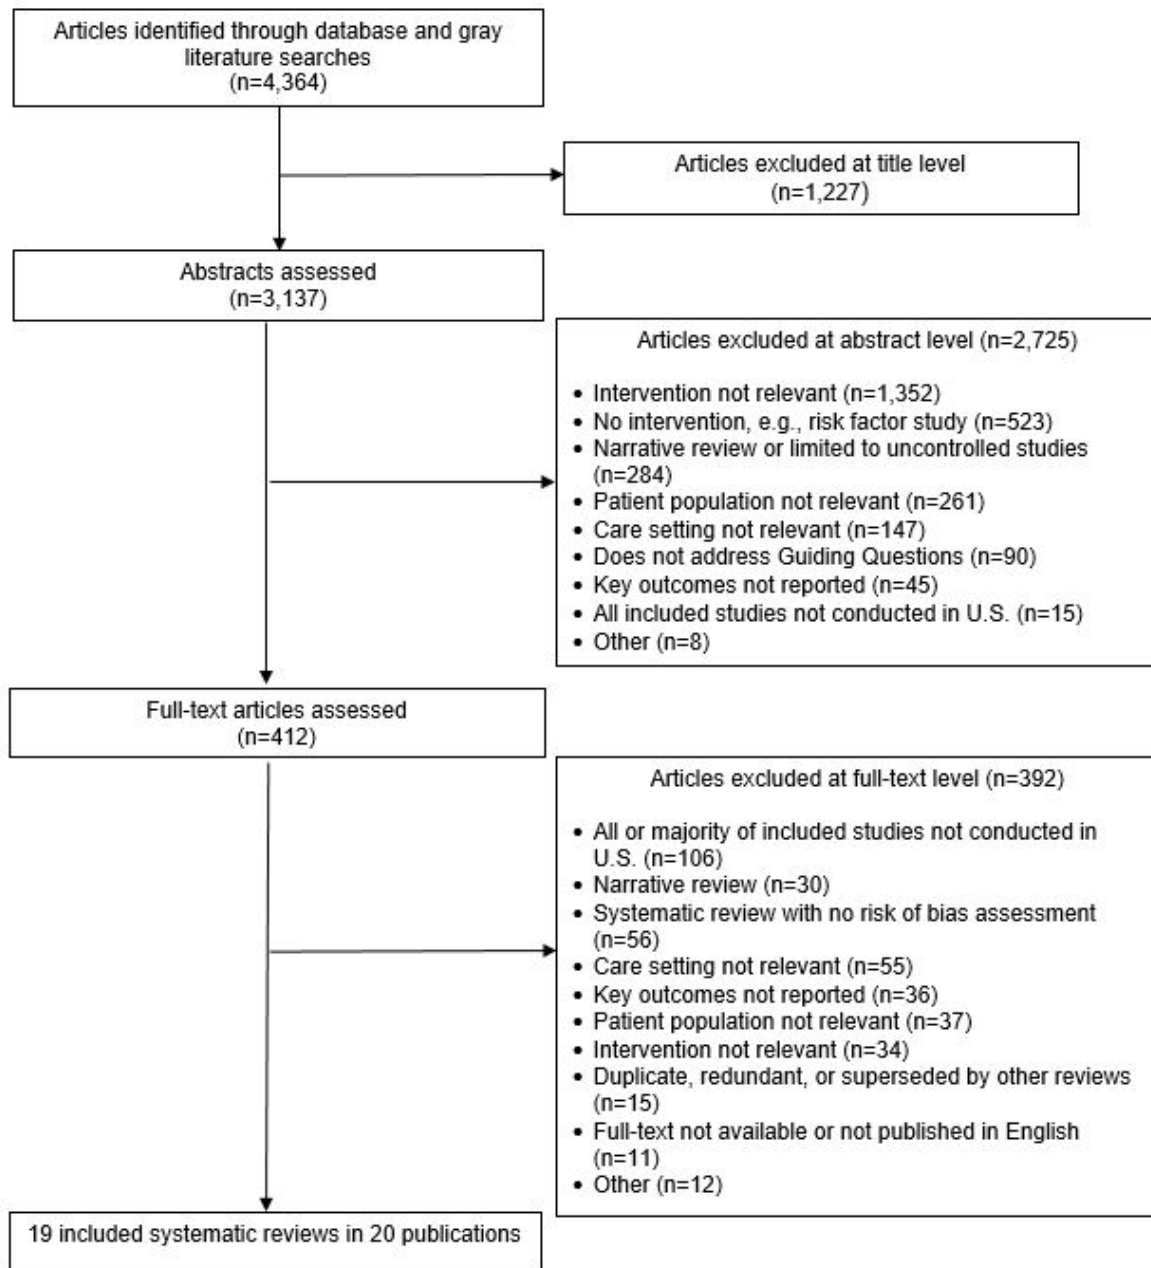 Articles identified through database and gray
literature searches
(n=4,364)
Articles excluded at title level
(n=1,227)
Abstracts assessed
(n=3,137)
Articles excluded at abstract level (n=2,725)
• Intervention not relevant (n=1,352)
• No intervention, e.g., risk factor study (n=523)
• Narrative review or limited to uncontrolled studies
(n=284)
• Patient population not relevant (n=261)
• Care setting not relevant (n=147)
• Does not address Guiding Questions (n=90)
• Key outcomes not reported (n=45)
• All included studies not conducted in U.S. (n=15)
• Other (n=8)
Full-text articles assessed
(n=412)
Articles excluded at full-text level (n=392)
• All or majority of included studies not conducted in
U.S. (n=106)
• Narrative review (n=30)
• Systematic review with no risk of bias assessment
(n=56)
• Care setting not relevant (n=55)
• Key outcomes not reported (n=36)
• Patient population not relevant (n=37)
• Intervention not relevant (n=34)
• Duplicate, redundant, or superseded by other reviews
(n=15)
• Full-text not available or not published in English
(n=11)
• Other (n=12)
19 included systematic reviews in 20 publications